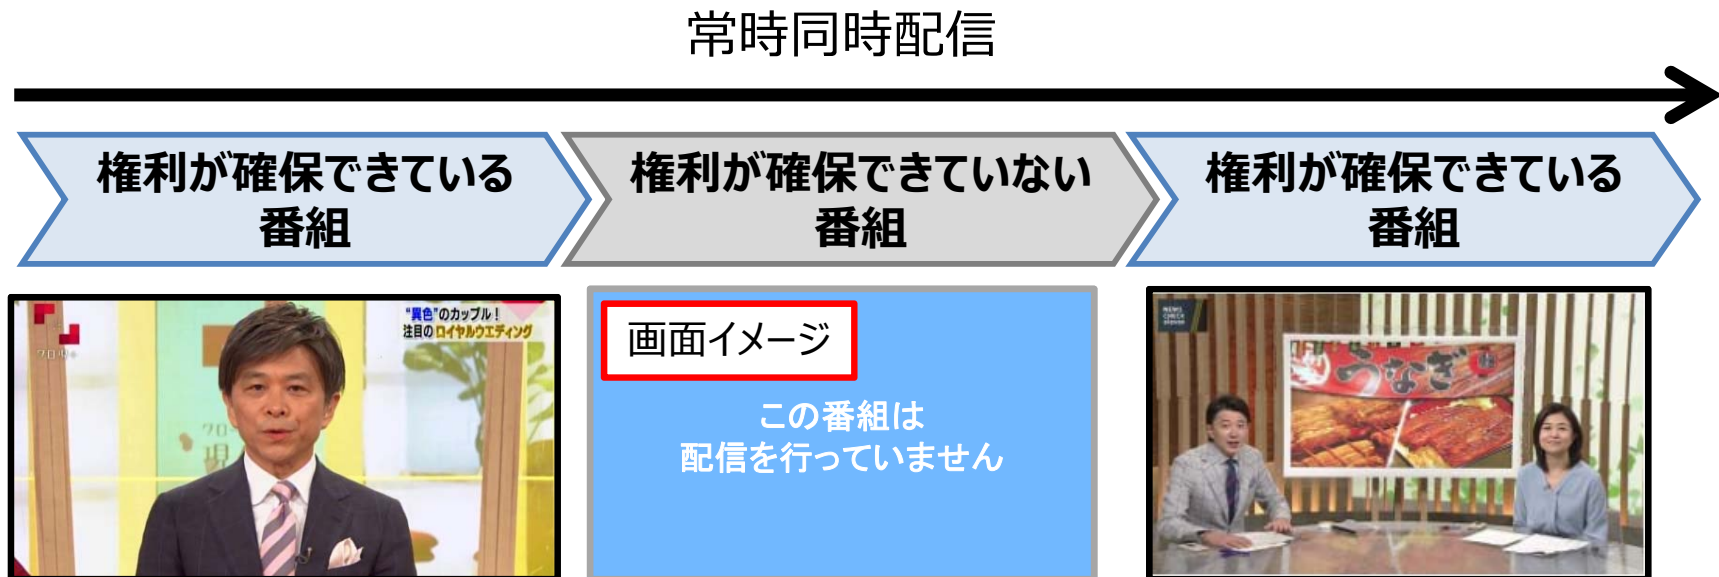 常時同時配信
権利が確保できている
番組
権利が確保できていない
番組
権利が確保できている
番組
"異色"のカップル！
注目のロイヤルウエディング
画面イメージ
この番組は
配信を行っていません
NEWS
CHECK
eleven
うなぎ